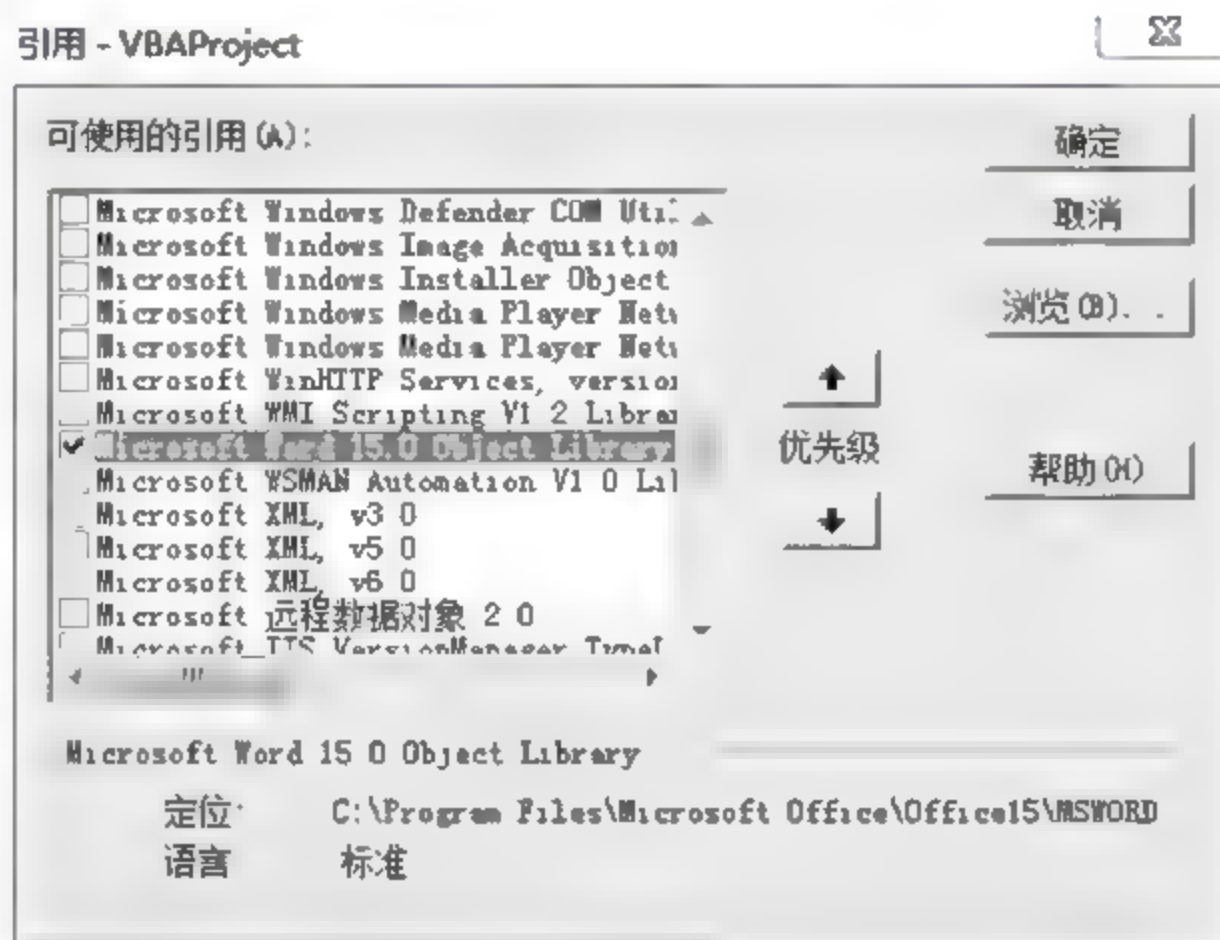 引用 - VBAProject
可使用的引用(A):
Microsoft Windows Defender COM Util
Microsoft Windows Image Acquisition
Microsoft Windows Installer Object
Microsoft Windows Media Player Netw
Microsoft Windows Media Player Netw
Microsoft WinHTTP Services, version
Microsoft WMI Scripting V1 2 Librar
Microsoft Word 15.0 Object Library
Microsoft WSMAN Automation V1 0 Lil
Microsoft XML, v3 0
Microsoft XML, v5 0
Microsoft XML, v6 0
Microsoft 远程数据对象 2 0
Microsoft_IIS VersionManager TypeL
确定
取消
浏览(B)...
优先级
帮助(H)
Microsoft Word 15 0 Object Library
定位: C:\Program Files\Microsoft Office\Office15\MSWORD
语言 标准